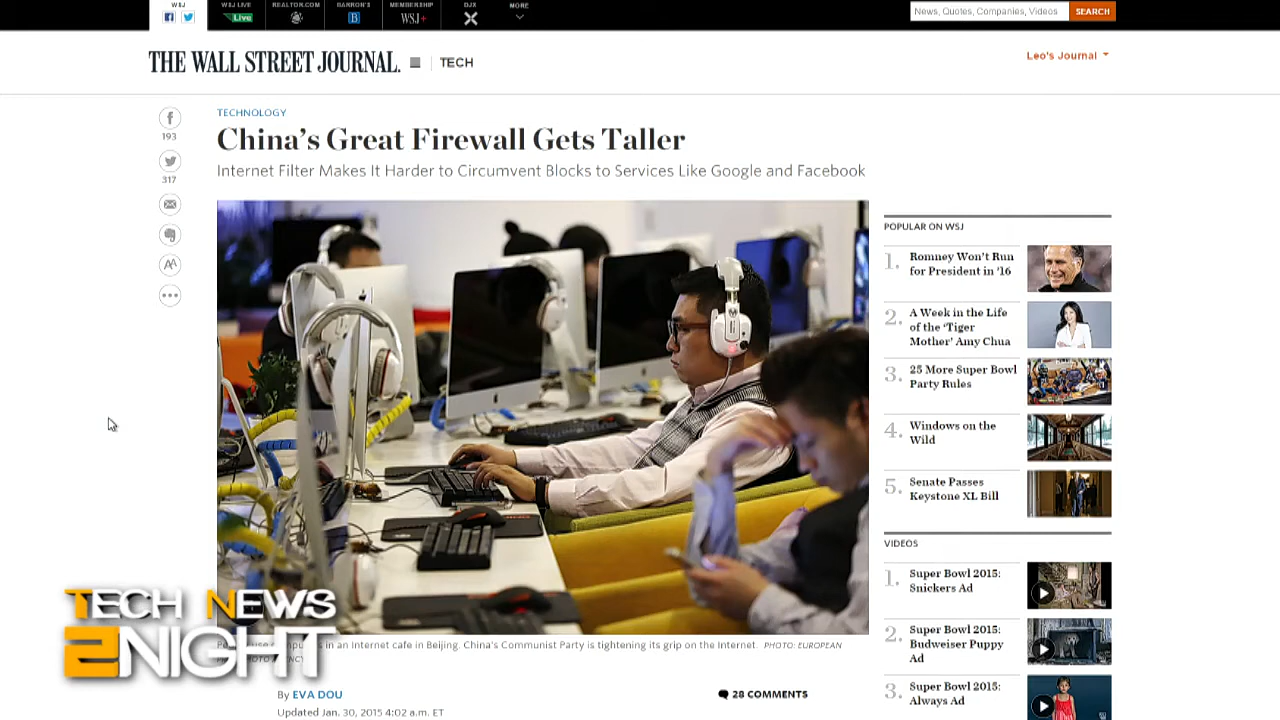 WSJ
WSJ LIVE
Live
REALTOR.COM
BARRON'S
B
MEMBERSHIP
WSJ+
DJX
MORE
News, Quotes, Companies, Videos
SEARCH
THE WALL STREET JOURNAL.
TECH
Leo's Journal
TECHNOLOGY
China's Great Firewall Gets Taller
Internet Filter Makes It Harder to Circumvent Blocks to Services Like Google and Facebook
193
317
AA
POPULAR ON WSJ
1. Romney Won't Run
for President in '16
2. A Week in the Life
of the 'Tiger
Mother' Amy Chua
3. 25 More Super Bowl
Party Rules
4. Windows on the
Wild
5. Senate Passes
Keystone XL Bill
VIDEOS
1. Super Bowl 2015:
Snickers Ad
2. Super Bowl 2015:
Budweiser Puppy
Ad
3. Super Bowl 2015:
Always Ad
TECH NEWS
2NIGHT
in an Internet cafe in Beijing. China's Communist Party is tightening its grip on the Internet. PHOTO: EUROPEAN
By EVA DOU
28 COMMENTS
Updated Jan. 30, 2015 4:02 a.m. ET